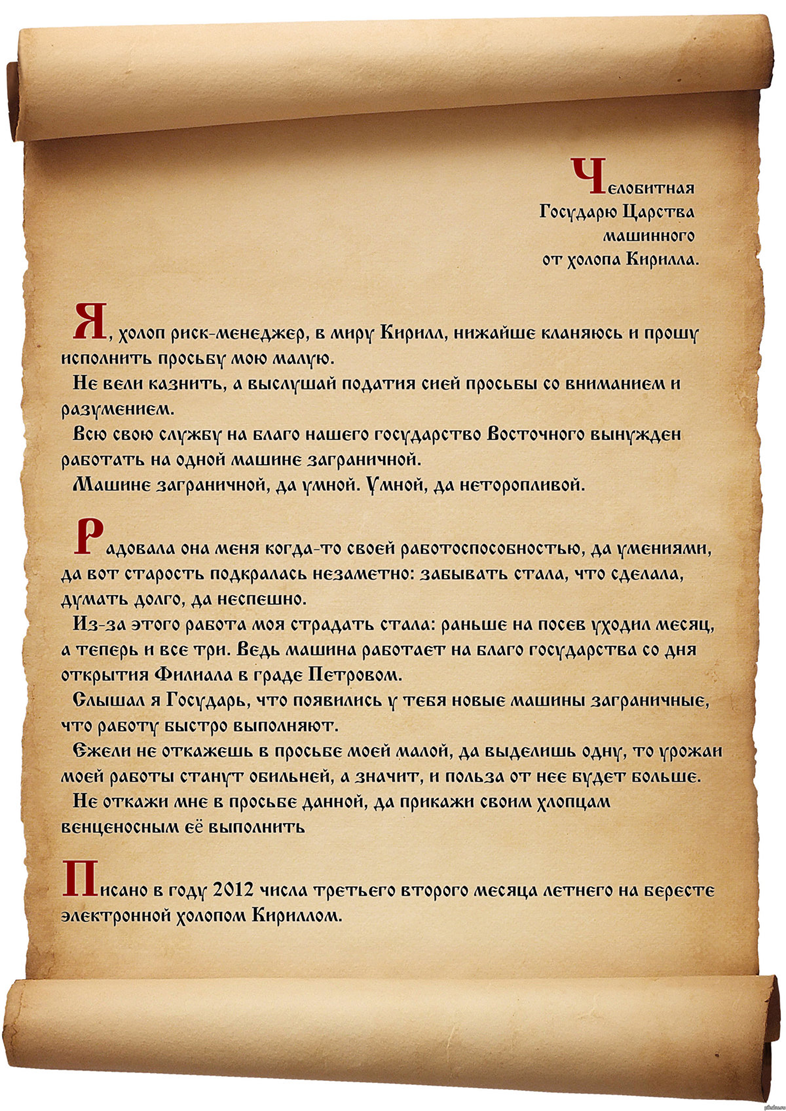 Челобитная
Государю Царства
машинного
от холопа Кирилла.
Я, холоп риск-менеджер, в миру Кирилл, нижайше кланяюсь и прошу
исполнить просьбу мою малую.
Не вели казнить, а выслушай податия сией просьбы со вниманием и
разумением.
Всю свою службу на благо нашего государство Восточного вынужден
работать на одной машине заграничной.
Машине заграничной, да умной. Умной, да неторопливой.
Радовала она меня когда-то своей работоспособностью, да умениями,
да вот старость подкралась незаметно: забывать стала, что сделала,
думать долго, да неспешно.
Из-за этого работа моя страдать стала: раньше на посев уходил месяц,
а теперь и все три. Ведь машина работает на благо государства со дня
открытия Филиала в граде Петровом.
Слышал я Государь, что появились у тебя новые машины заграничные,
что работу быстро выполняют.
Ежели не откажешь в просьбе моей малой, да выделишь одну, то урожаи
моей работы станут обильней, а значит, и польза от нее будет больше.
Не откажи мне в просьбе данной, да прикажи своим хлопцам
венценосным её выполнить
Писано в году 2012 числа третьего второго месяца летнего на бересте
электронной холопом Кириллом.
pikabu.ru